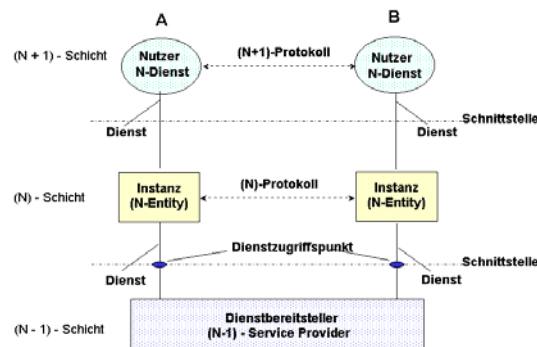 A B
(N + 1) - Schicht
Nutzer
N-Dienst
(N+1)-Protokoll
Nutzer
N-Dienst
Schnittstelle
Dienst
Dienst
(N) - Schicht
Instanz
(N-Entity)
(N)-Protokoll
Instanz
(N-Entity)
Dienstzugriffspunkt
Schnittstelle
Dienst
Dienst
(N - 1) - Schicht
Dienstbereitsteller
(N-1) - Service Provider